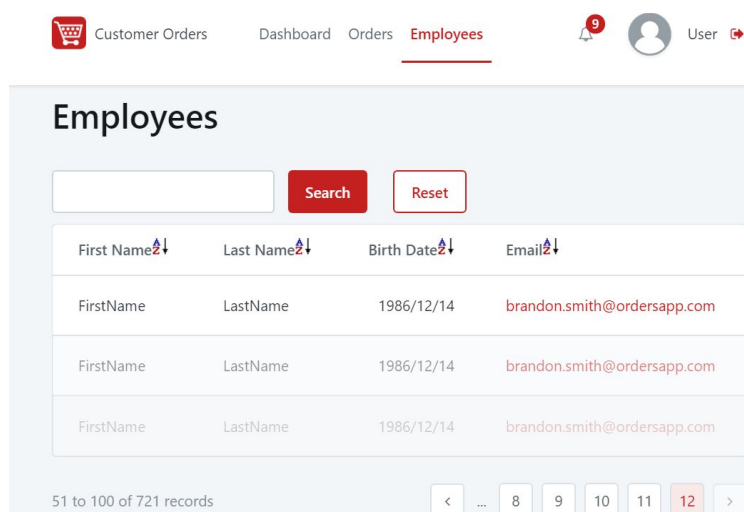 Customer Orders Dashboard Orders Employees 9 User
Employees
Search Reset
First Name Last Name Birth Date Email
FirstName LastName 1986/12/14 brandon.smith@ordersapp.com
FirstName LastName 1986/12/14 brandon.smith@ordersapp.com
FirstName LastName 1986/12/14 brandon.smith@ordersapp.com
51 to 100 of 721 records < ... 8 9 10 11 12 >